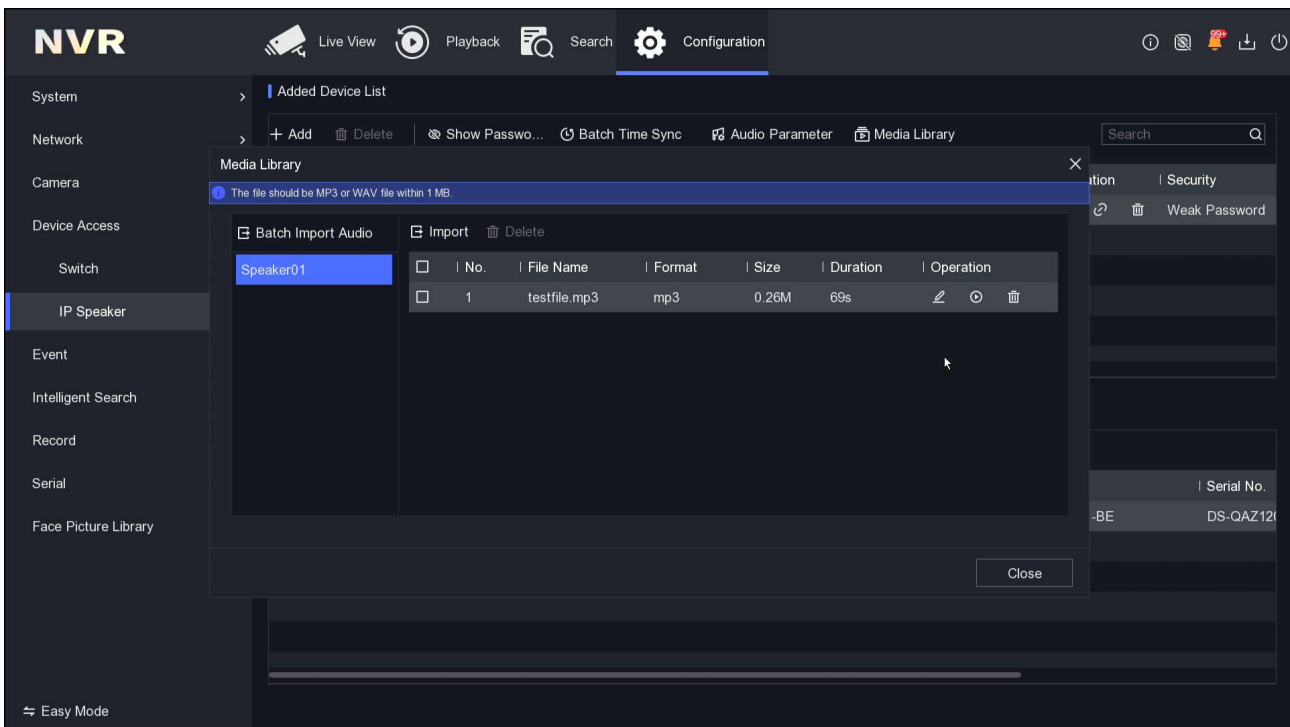 NVR
Live View
Playback
Search
Configuration
99+
System
Network
Camera
Device Access
Switch
IP Speaker
Event
Intelligent Search
Record
Serial
Face Picture Library
Easy Mode
Added Device List
Add Delete Show Passwo... Batch Time Sync Audio Parameter Media Library Search
Security
Weak Password
Media Library
The file should be MP3 or WAV file within 1 MB.
Batch Import Audio
Speaker01
Import Delete
No. File Name Format Size Duration Operation
1 testfile.mp3 mp3 0.26M 69s
Close
Serial No.
-BE DS-QAZ120